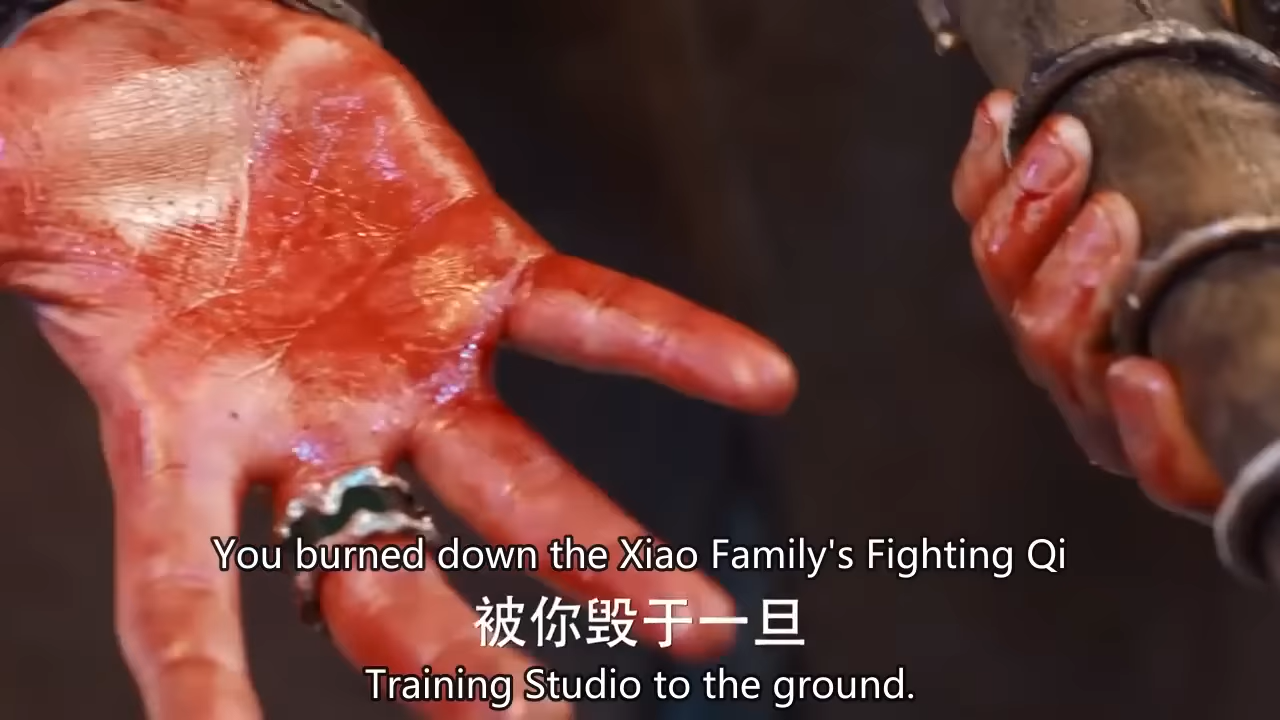 You burned down the Xiao Family's Fighting Qi
被你毁于一旦
Training Studio to the ground.